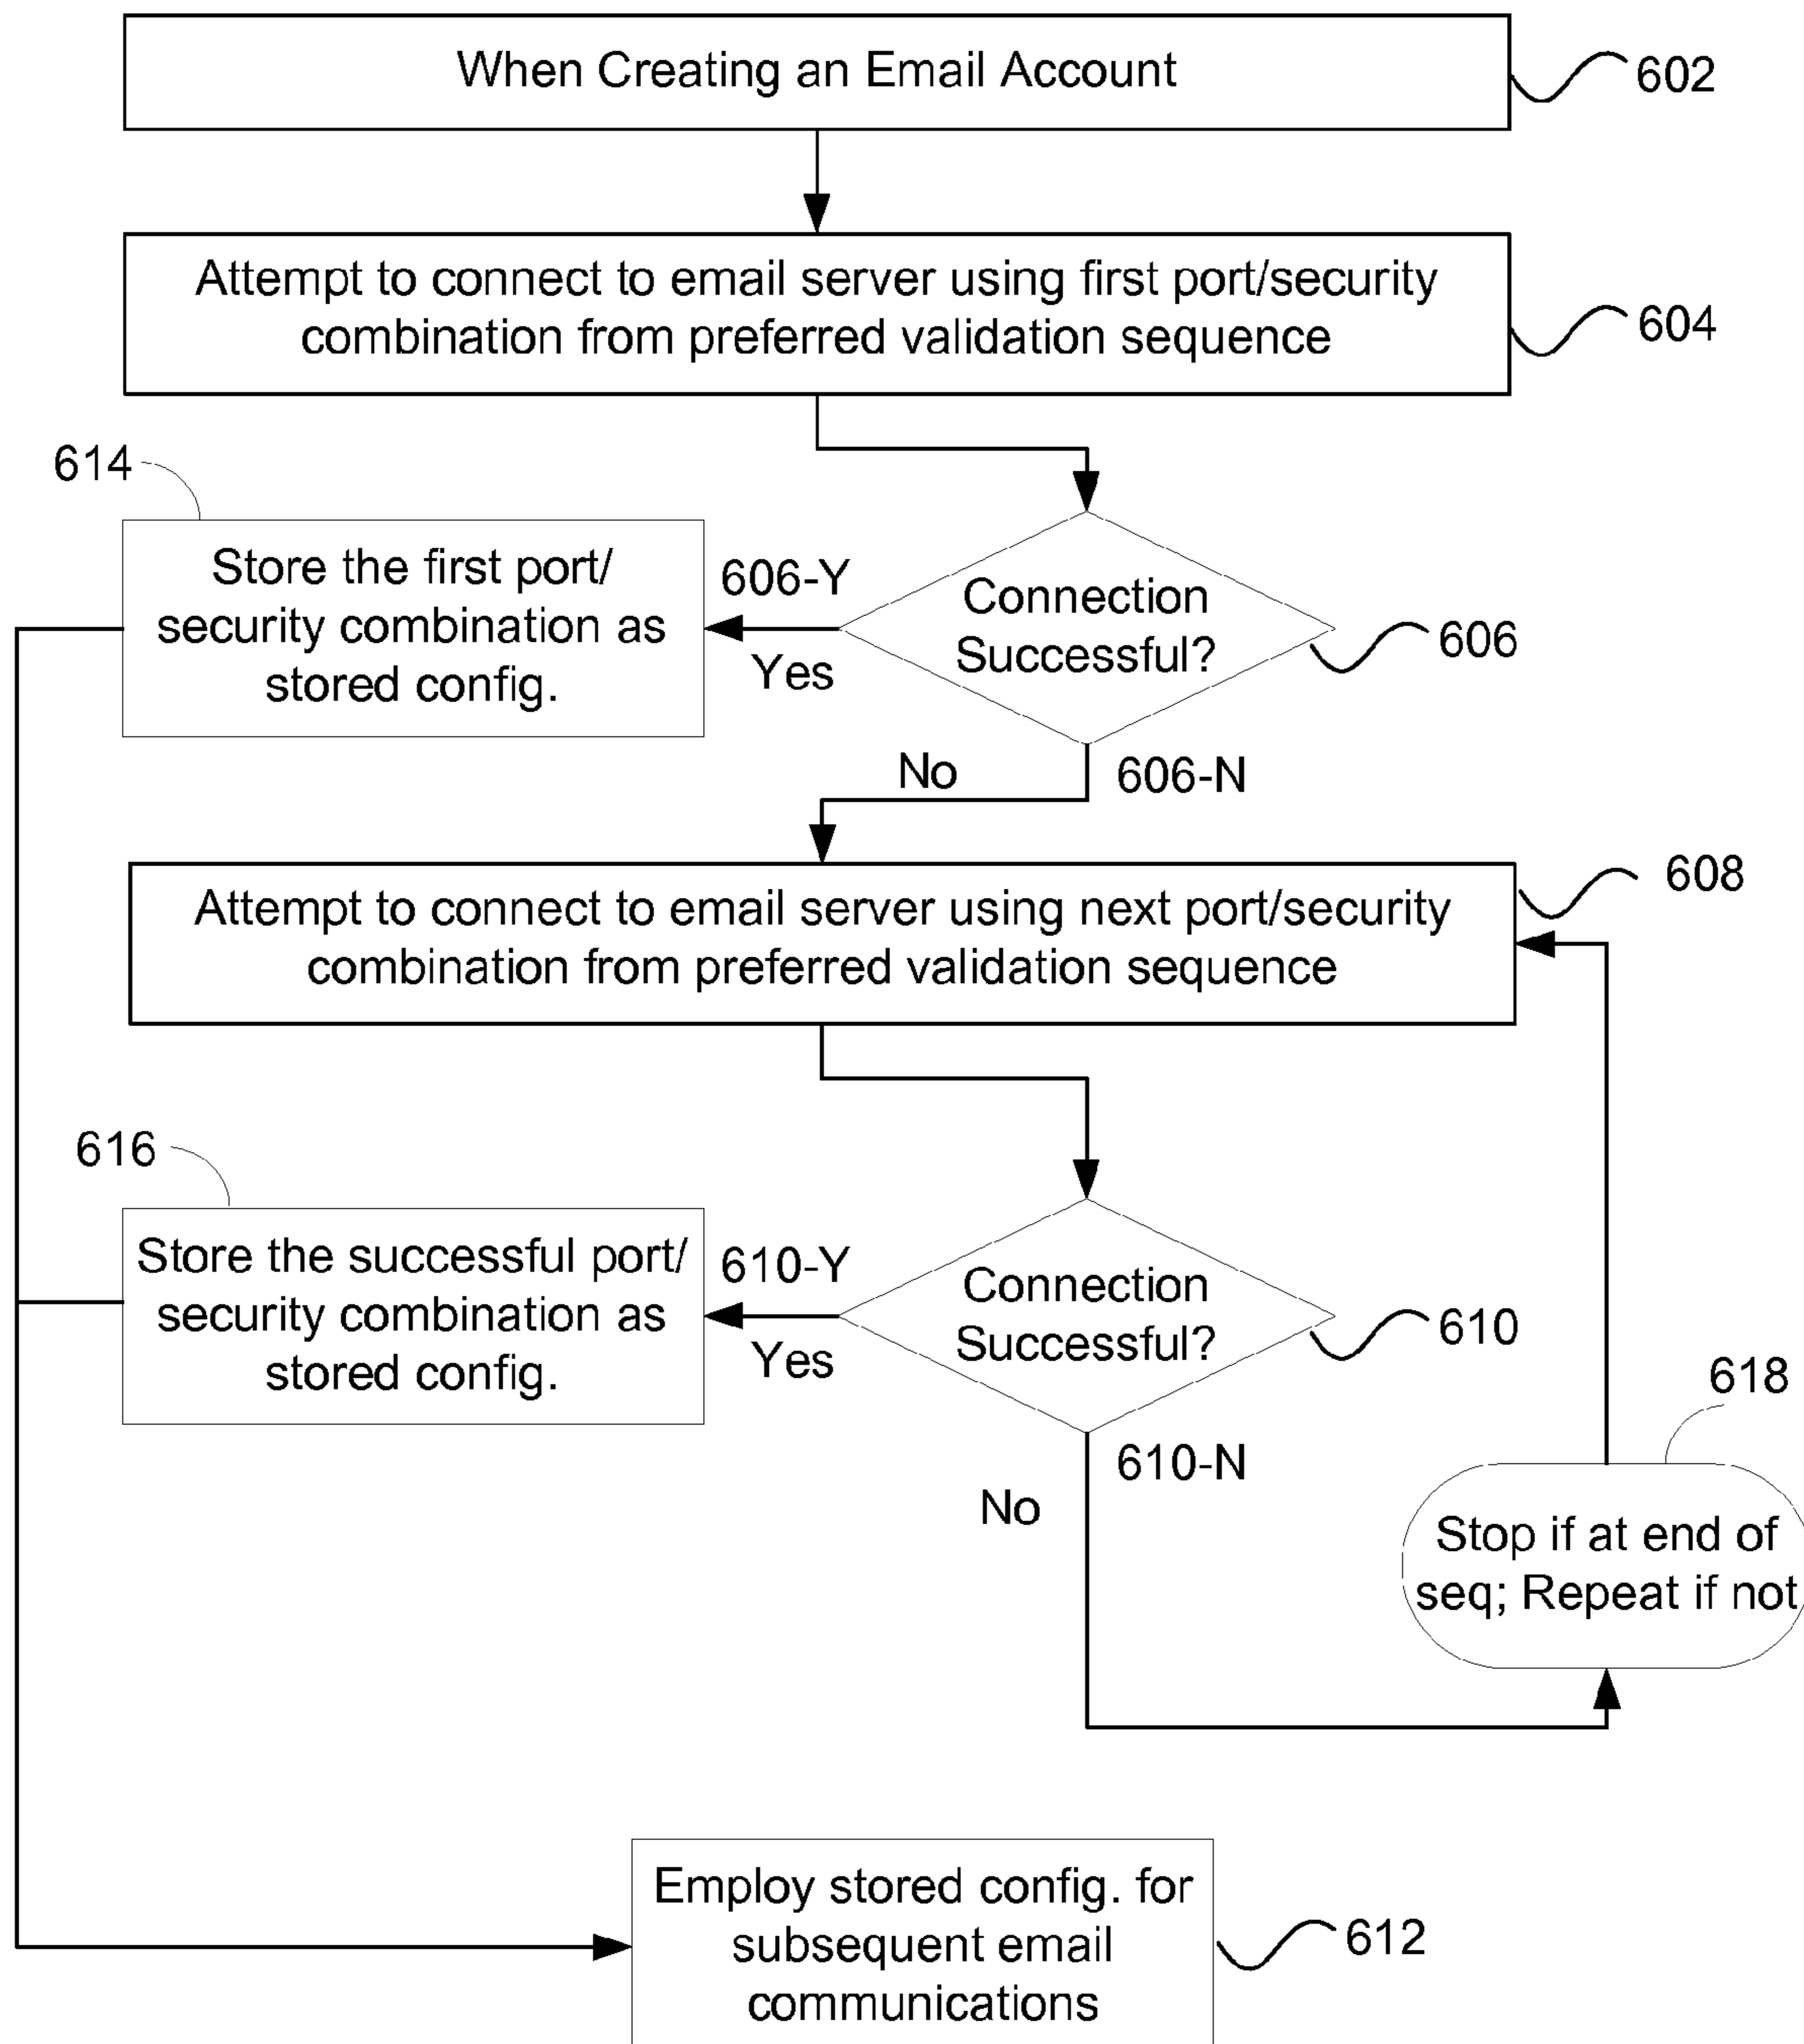 When Creating an Email Account
602
Attempt to connect to email server using first port/security
combination from preferred validation sequence
604
614
Store the first port/
security combination as
stored config.
606-Y
Yes
Connection
Successful?
606
No
606-N
608
Attempt to connect to email server using next port/security
combination from preferred validation sequence
616
Store the successful port/
security combination as
stored config.
610-Y
Yes
Connection
Successful?
610
610-N
No
618
Stop if at end of
seq; Repeat if not
Employ stored config. for
subsequent email
communications
612